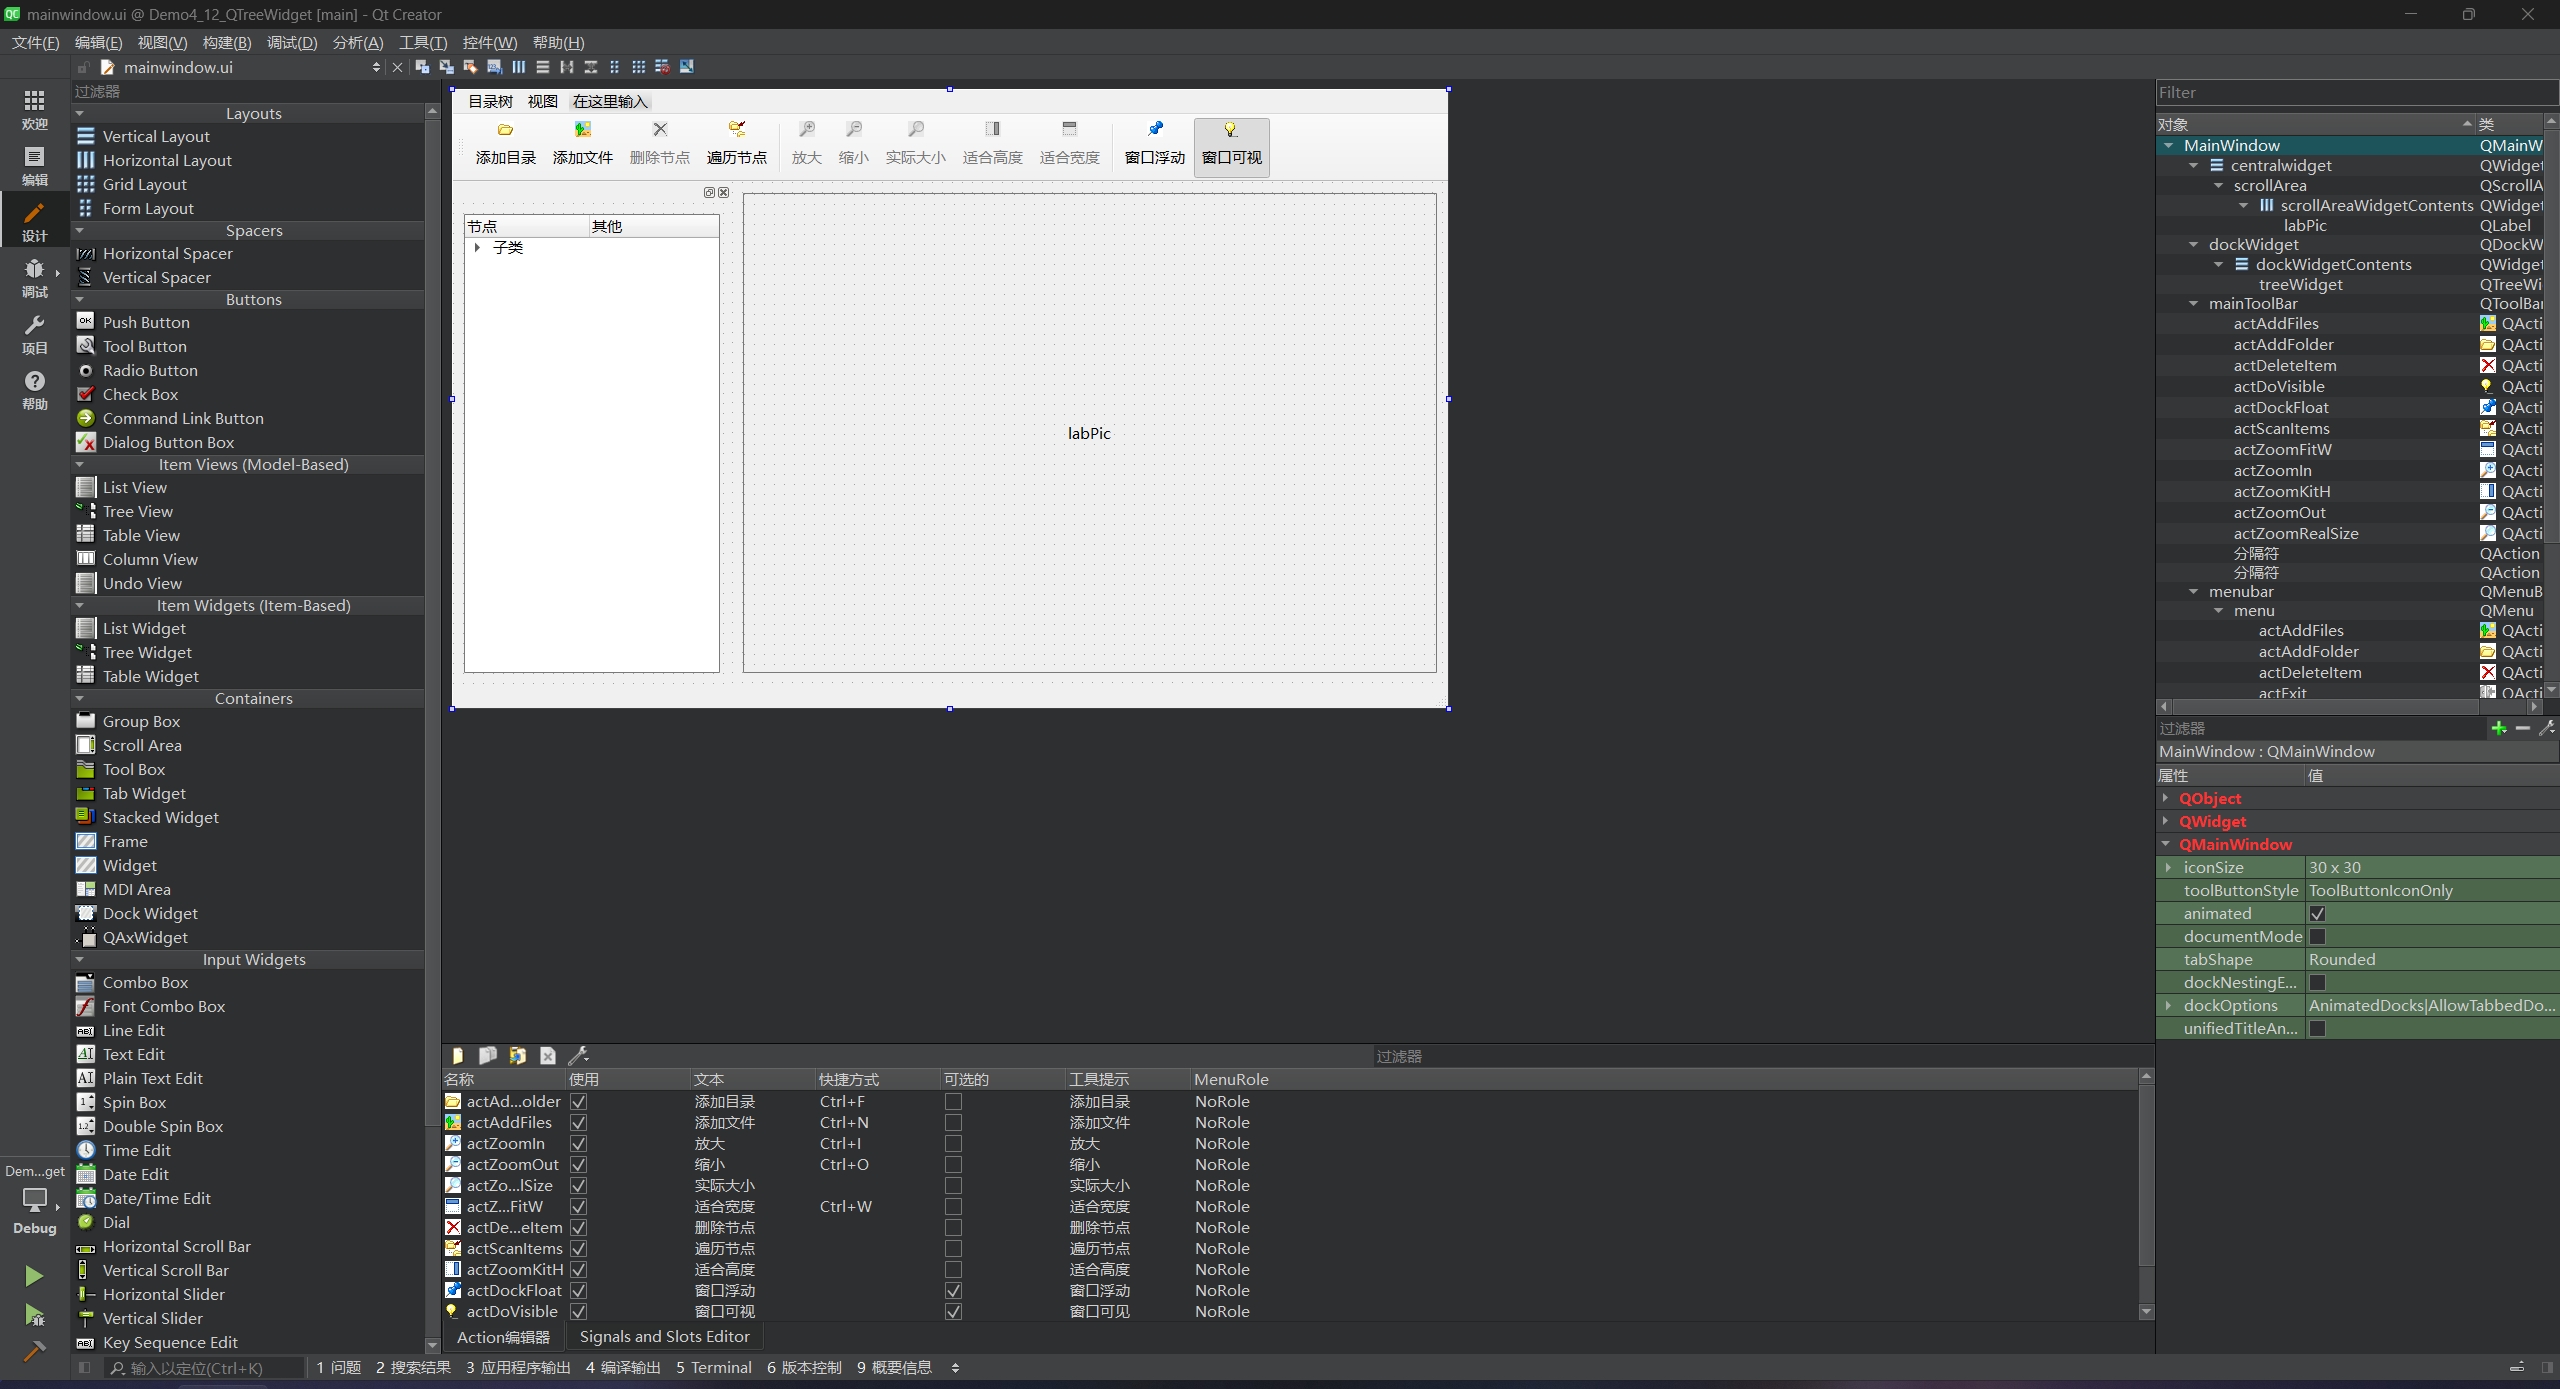 mainwindow.ui @ Demo4_12_QTreeWidget [main] - Qt Creator
文件(F) 编辑(E) 视图(V) 构建(B) 调试(D) 分析(A) 工具(T) 控件(W) 帮助(H)
mainwindow.ui
欢迎
编辑
设计
调试
项目
帮助
Dem...get
Debug
过滤器
Layouts
Vertical Layout
Horizontal Layout
Grid Layout
Form Layout
Spacers
Horizontal Spacer
Vertical Spacer
Buttons
Push Button
Tool Button
Radio Button
Check Box
Command Link Button
Dialog Button Box
Item Views (Model-Based)
List View
Tree View
Table View
Column View
Undo View
Item Widgets (Item-Based)
List Widget
Tree Widget
Table Widget
Containers
Group Box
Scroll Area
Tool Box
Tab Widget
Stacked Widget
Frame
Widget
MDI Area
Dock Widget
QAxWidget
Input Widgets
Combo Box
Font Combo Box
Line Edit
Text Edit
Plain Text Edit
Spin Box
Double Spin Box
Time Edit
Date Edit
Date/Time Edit
Dial
Horizontal Scroll Bar
Vertical Scroll Bar
Horizontal Slider
Vertical Slider
Key Sequence Edit
目录树 视图 在这里输入
添加目录 添加文件 删除节点 遍历节点 放大 缩小 实际大小 适合高度 适合宽度 窗口浮动 窗口可视
节点 其他
子类
labPic
过滤器
名称 使用 文本 快捷方式 可选的 工具提示 MenuRole
actAd...older 添加目录 Ctrl+F 添加目录 NoRole
actAddFiles 添加文件 Ctrl+N 添加文件 NoRole
actZoomIn 放大 Ctrl+I 放大 NoRole
actZoomOut 缩小 Ctrl+O 缩小 NoRole
actZo...lSize 实际大小 实际大小 NoRole
actZ...FitW 适合宽度 Ctrl+W 适合宽度 NoRole
actDe...eItem 删除节点 删除节点 NoRole
actScanItems 遍历节点 遍历节点 NoRole
actZoomKitH 适合高度 适合高度 NoRole
actDockFloat 窗口浮动 窗口浮动 NoRole
actDoVisible 窗口可视 窗口可见 NoRole
Action编辑器 Signals and Slots Editor
Filter
对象 类
MainWindow QMainW
centralwidget QWidget
scrollArea QScrollA
scrollAreaWidgetContents QWidget
labPic QLabel
dockWidget QDockW
dockWidgetContents QWidget
treeWidget QTreeWi
mainToolBar QToolBar
actAddFiles QActi
actAddFolder QActi
actDeleteItem QActi
actDoVisible QActi
actDockFloat QActi
actScanItems QActi
actZoomFitW QActi
actZoomIn QActi
actZoomKitH QActi
actZoomOut QActi
actZoomRealSize QActi
分隔符 QAction
分隔符 QAction
menubar QMenuB
menu QMenu
actAddFiles QActi
actAddFolder QActi
actDeleteItem QActi
actExit QActi
过滤器
MainWindow : QMainWindow
属性 值
QObject
QWidget
QMainWindow
iconSize 30 x 30
toolButtonStyle ToolButtonIconOnly
animated
documentMode
tabShape Rounded
dockNestingE...
dockOptions AnimatedDocks|AllowTabbedDo...
unifiedTitleAn...
输入以定位(Ctrl+K) 1 问题 2 搜索结果 3 应用程序输出 4 编译输出 5 Terminal 6 版本控制 9 概要信息